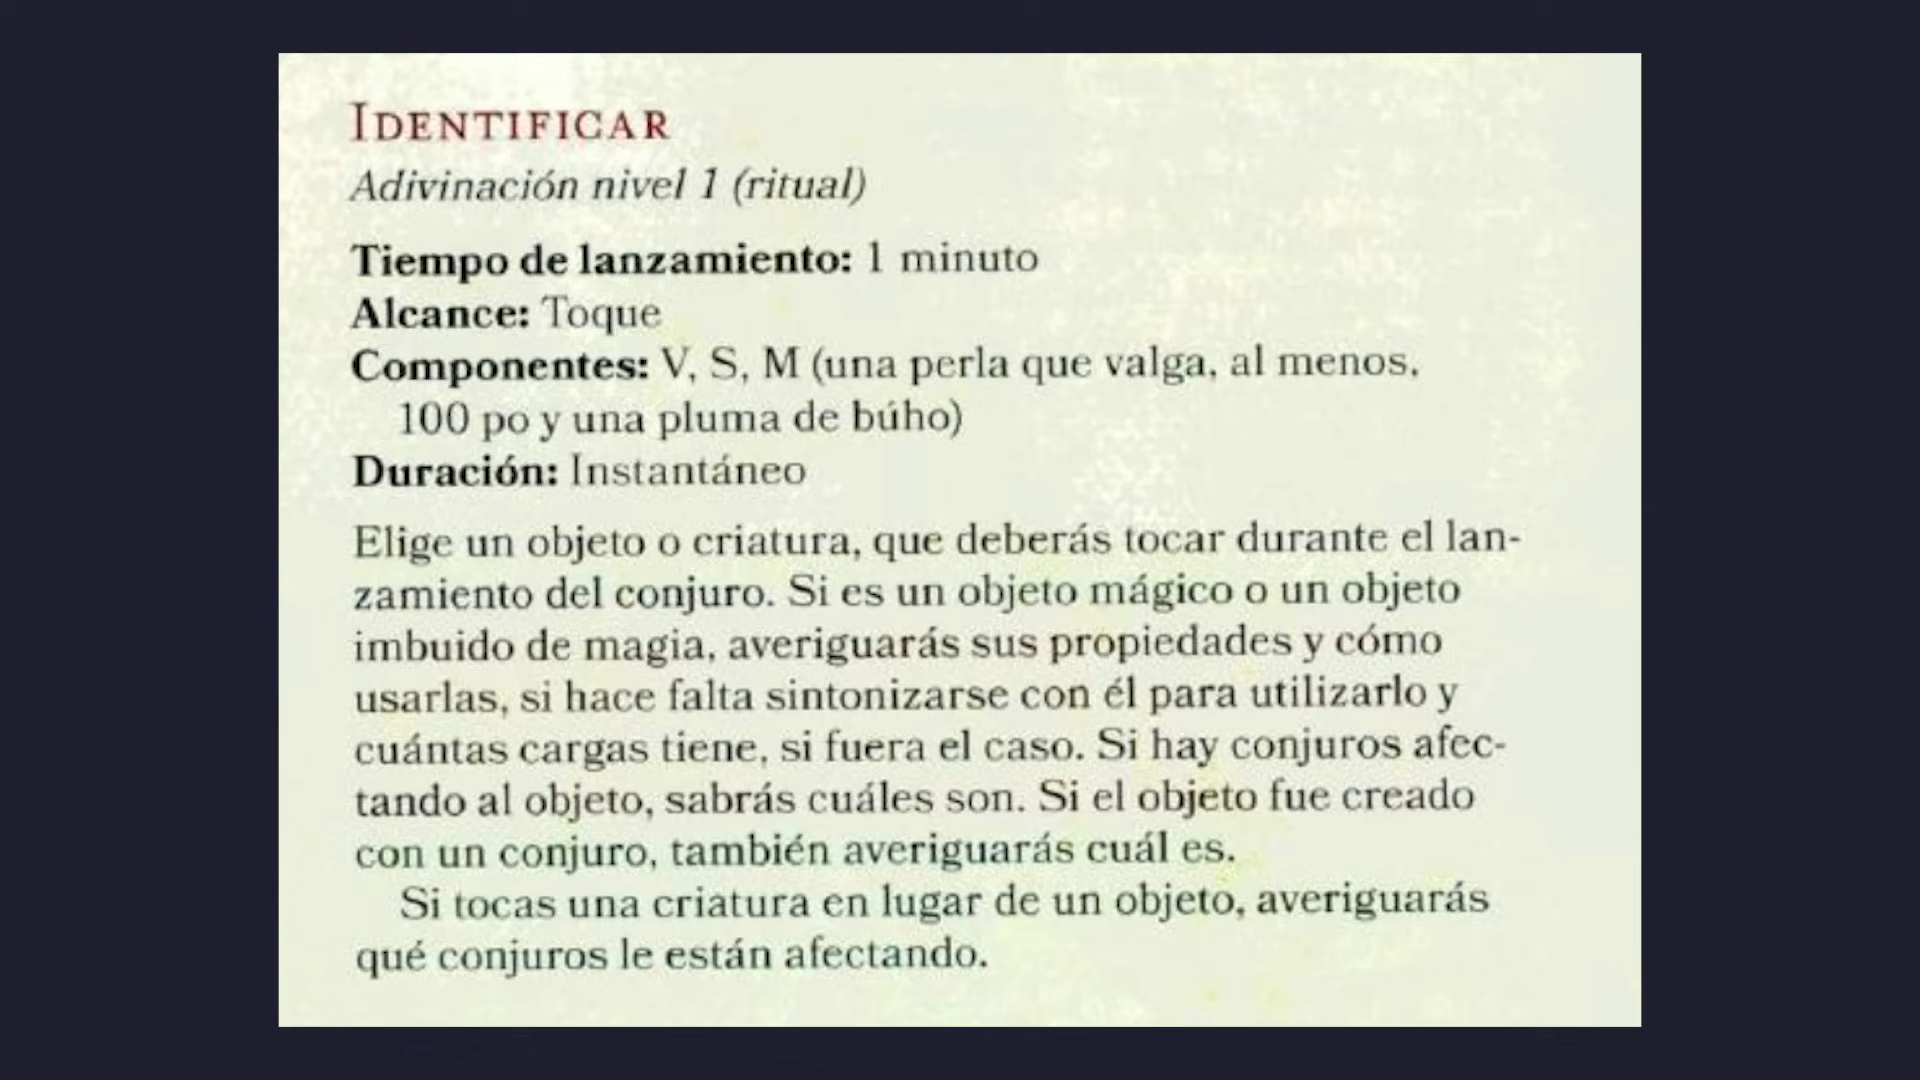 IDENTIFICAR
Adivinación nivel 1 (ritual)
Tiempo de lanzamiento: 1 minuto
Alcance: Toque
Componentes: V, S, M (una perla que valga, al menos,
100 po y una pluma de búho)
Duración: Instantáneo
Elige un objeto o criatura, que deberás tocar durante el lan-
zamiento del conjuro. Si es un objeto mágico o un objeto
imbuido de magia, averiguarás sus propiedades y cómo
usarlas, si hace falta sintonizarse con él para utilizarlo y
cuántas cargas tiene, si fuera el caso. Si hay conjuros afec-
tando al objeto, sabrás cuáles son. Si el objeto fue creado
con un conjuro, también averiguarás cuál es.
Si tocas una criatura en lugar de un objeto, averiguarás
qué conjuros le están afectando.